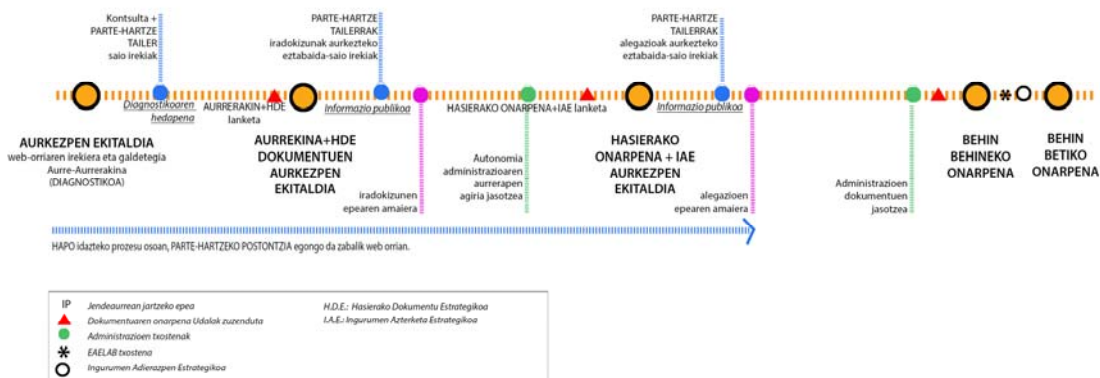 Kontsulta +
PARTE-HARTZE
TAILER
saio irekiak
PARTE-HARTZE
TAILERRAK
iradokizunak aurkezteko
eztabaida-saio irekiak
PARTE-HARTZE
TAILERRAK
alegazioak aurkezteko
eztabaida-saio irekiak
Diagnostikoaren
hedapena
AURRERAKIN+HDE
lanketa
Informazio publikoa
HASIERAKO ONARPENA+IAE lanketa
Informazio publikoa
AURKEZPEN EKITALDIA
web-orriaren irekiera eta galdetegia
Aurre-Aurrerakina
(DIAGNOSTIKOA)
AURREKINA+HDE
DOKUMENTUEN
AURKEZPEN
EKITALDIA
iradokizunen
epearen amaiera
Autonomia
administrazioaren
aurrerapen
agiria jasotzea
HASIERAKO
ONARPENA + IAE
AURKEZPEN
EKITALDIA
alegazioen
epearen amaiera
Administrazioen
dokumentuen
jasotzea
BEHIN
BEHINEKO
ONARPENA
BEHIN
BETIKO
ONARPENA
HAPO idazteko prozesu osoan, PARTE-HARTZEKO POSTONTZIA egongo da zabalik web orrian.
IP Jendeaurrean jartzeko epea
Dokumentuaren onarpena Udalak zuzenduta
Administrazioen txostenak
EAELAB txostena
Ingurumen Adierazpen Estrategikoa
H.D.E.: Hasierako Dokumentu Estrategikoa
I.A.E.: Ingurumen Azterketa Estrategikoa